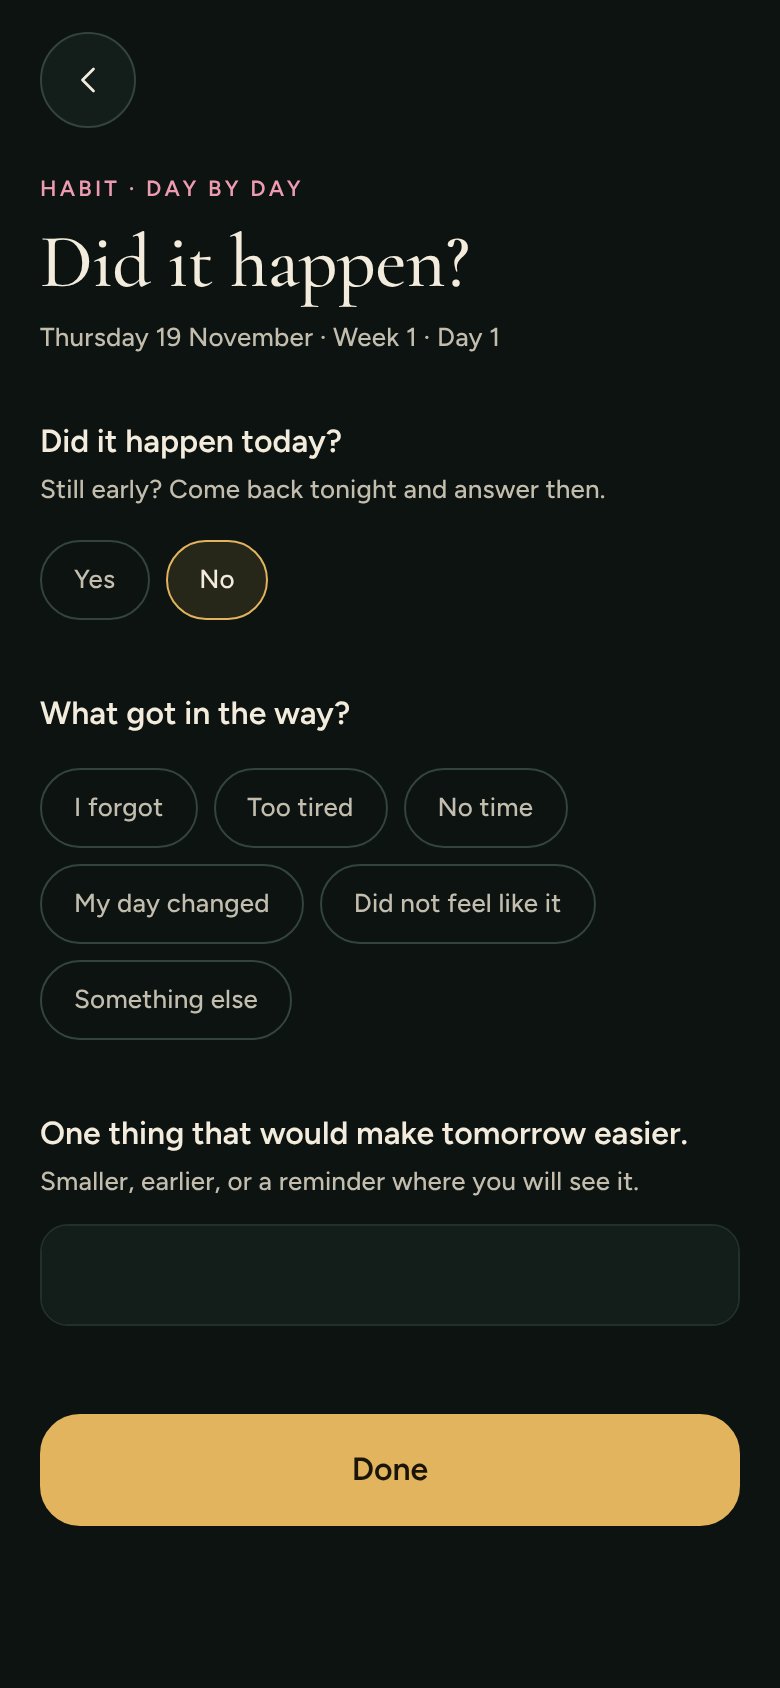 HABIT · DAY BY DAY
Did it happen?
Thursday 19 November · Week 1 · Day 1
Did it happen today?
Still early? Come back tonight and answer then.
Yes No
What got in the way?
I forgot Too tired No time
My day changed Did not feel like it
Something else
One thing that would make tomorrow easier.
Smaller, earlier, or a reminder where you will see it.
Done